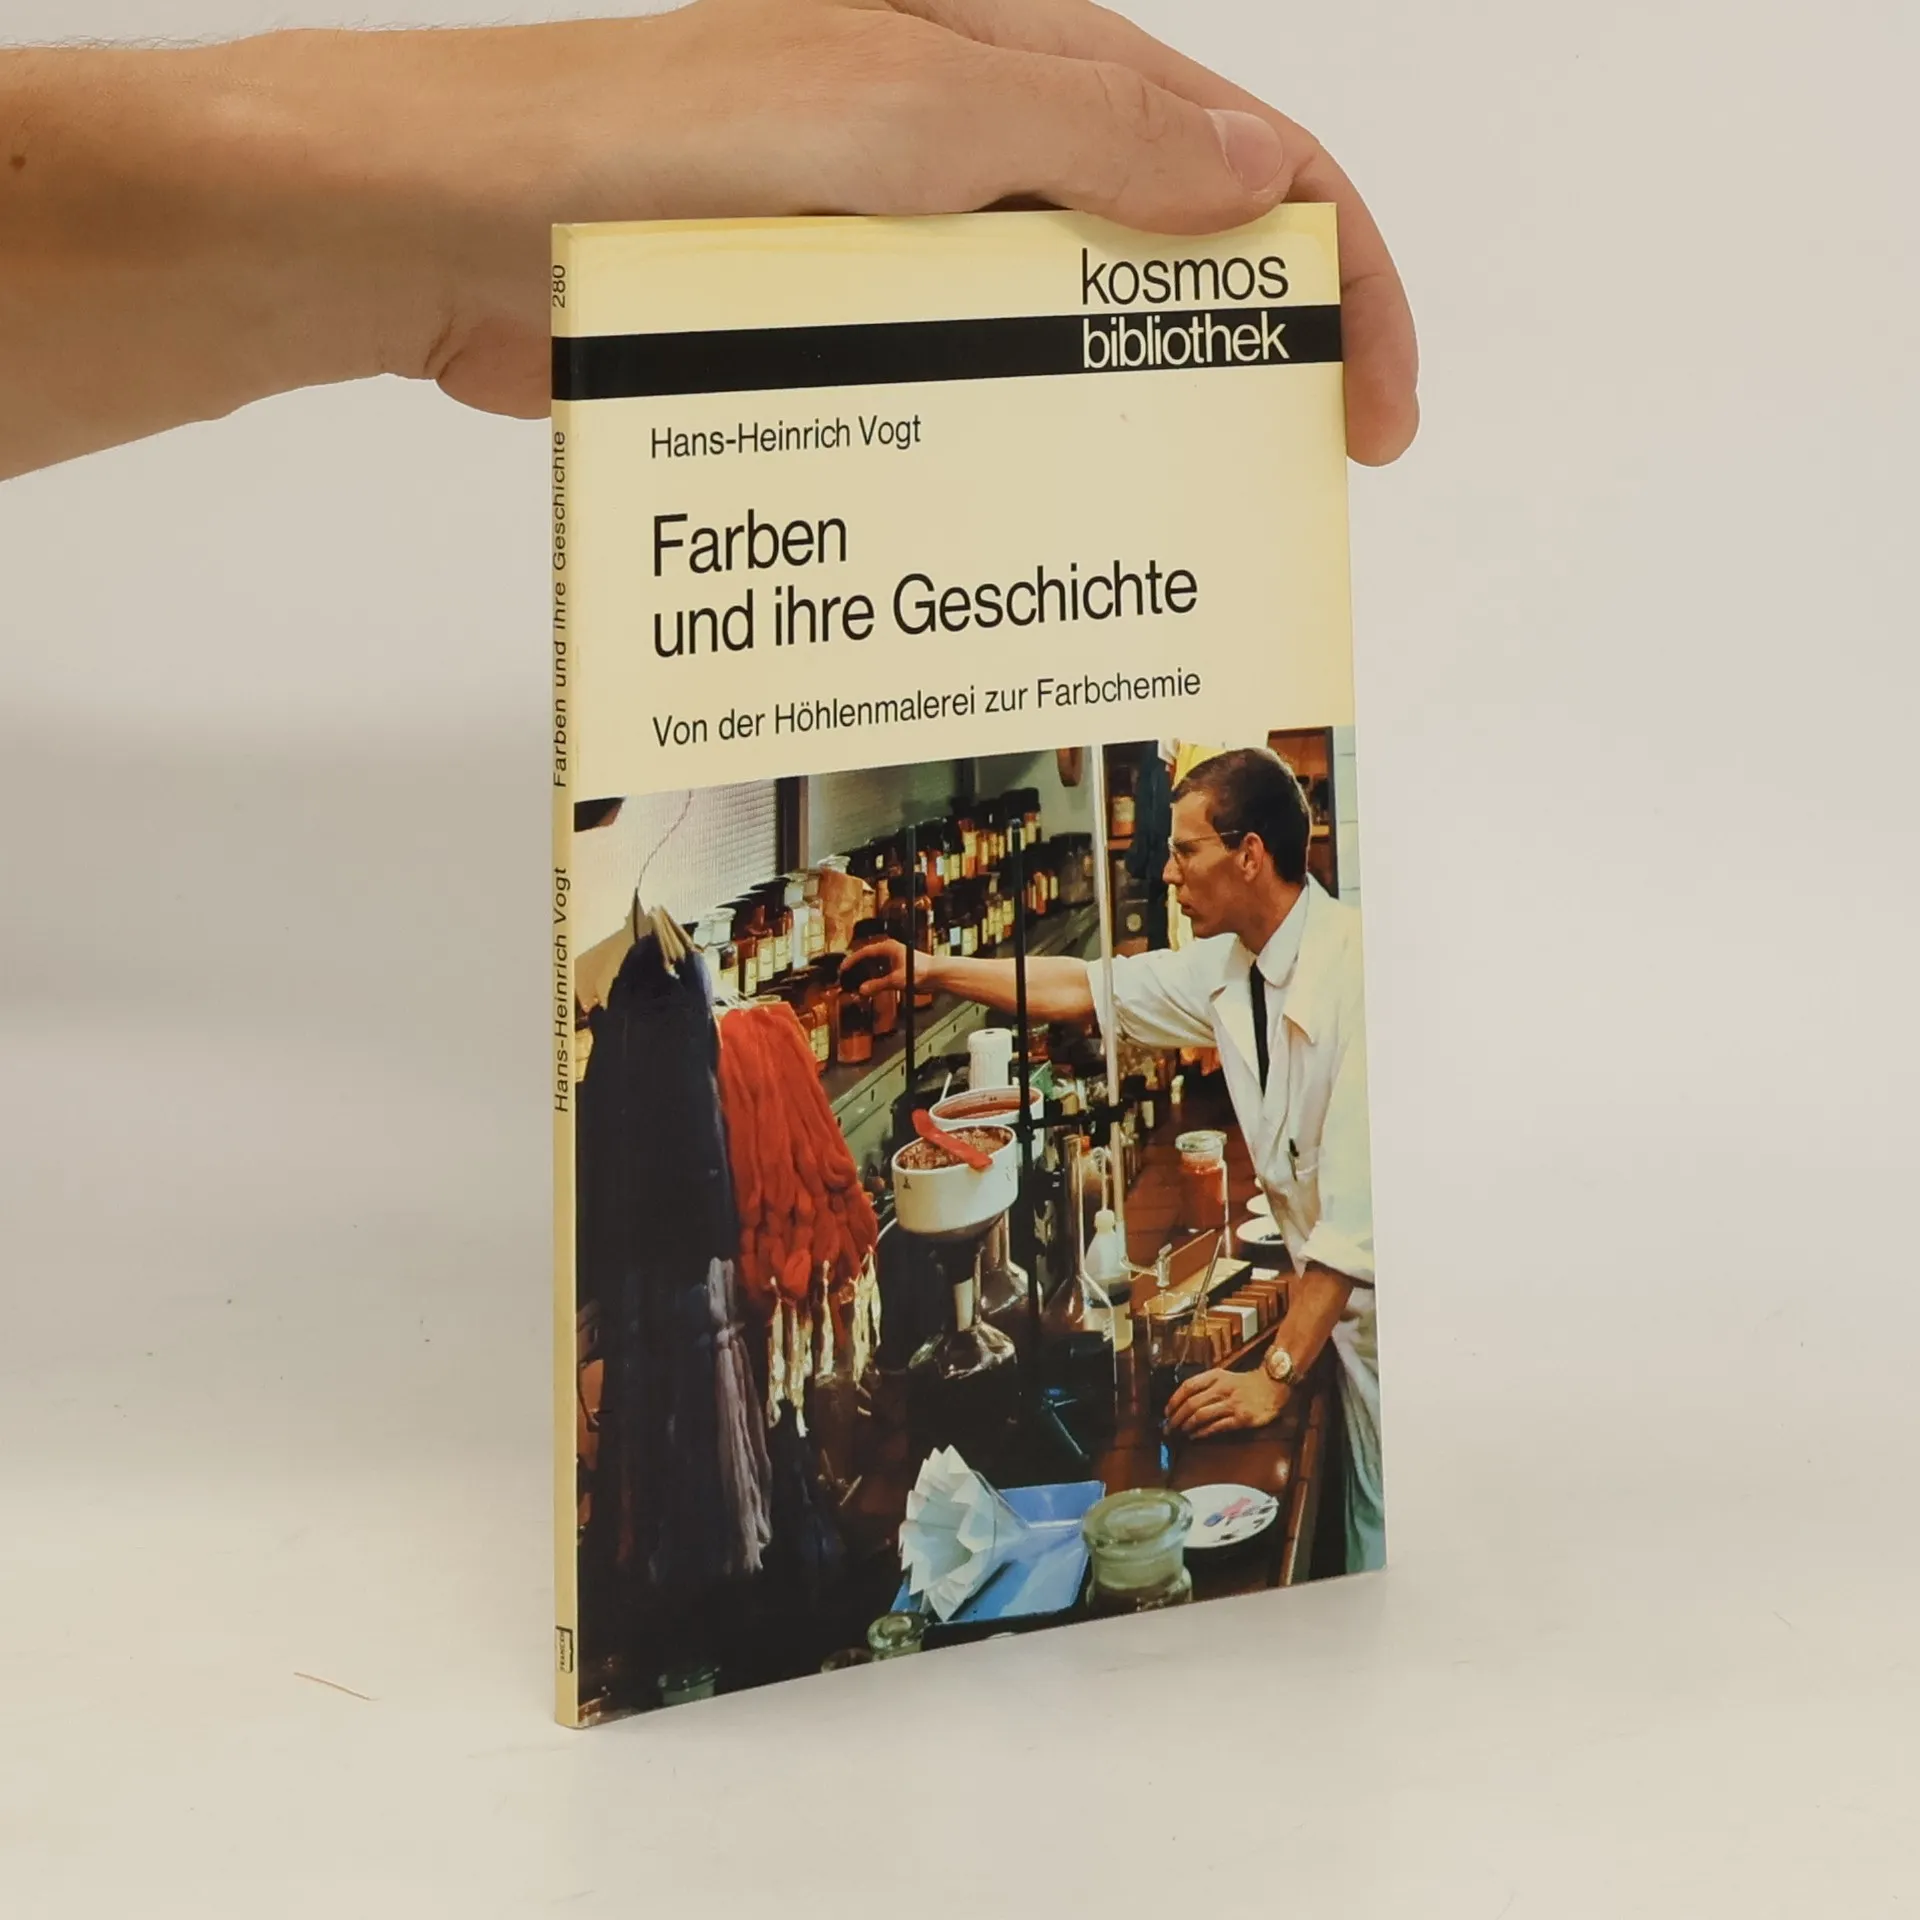 kosmos
bibliothek
Hans-Heinrich Vogt
Farben
und ihre Geschichte
Von der Höhlenmalerei zur Farbchemie
280
Hans-Heinrich Vogt Farben und ihre Geschichte